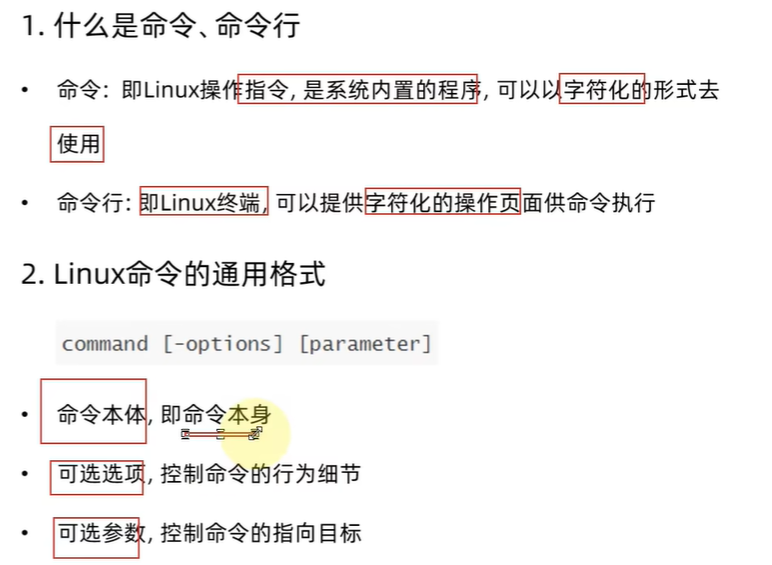 1. 什么是命令、命令行
• 命令：即Linux操作指令, 是系统内置的程序, 可以以字符化的形式去
使用
• 命令行: 即Linux终端, 可以提供字符化的操作页面供命令执行
2. Linux命令的通用格式
command [-options] [parameter]
• 命令本体, 即命令本身
• 可选选项, 控制命令的行为细节
• 可选参数, 控制命令的指向目标